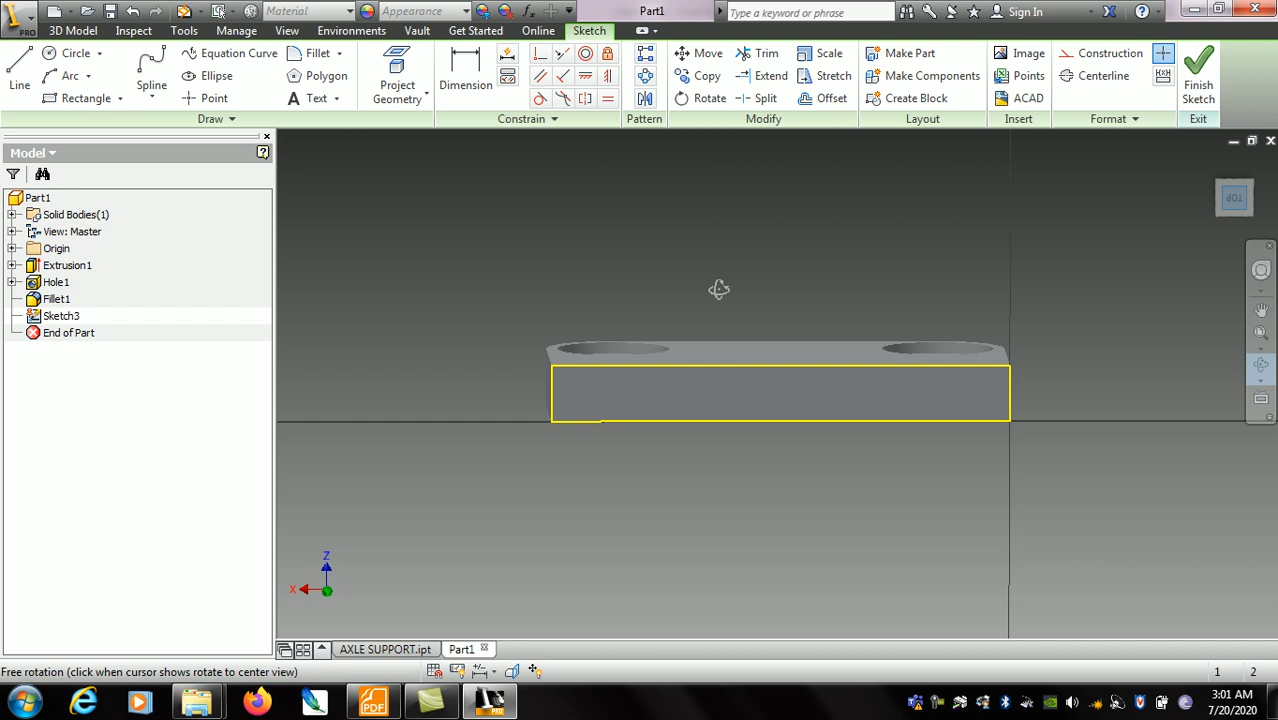 Material
Appearance
Part1
Type a keyword or phrase
Sign In
PRO
3D Model
Inspect
Tools
Manage
View
Environments
Vault
Get Started
Online
Sketch
Line
Circle
Arc
Rectangle
Spline
Equation Curve
Ellipse
Point
Fillet
Polygon
Text
Project
Geometry
Dimension
Move
Copy
Rotate
Trim
Extend
Split
Scale
Stretch
Offset
Make Part
Make Components
Create Block
Image
Points
ACAD
Construction
Centerline
Finish
Sketch
Draw
Constrain
Pattern
Modify
Layout
Insert
Format
Exit
Model
Part1
Solid Bodies(1)
View: Master
Origin
Extrusion1
Hole1
Fillet1
Sketch3
End of Part
TOP
Z
X
AXLE SUPPORT.ipt
Part1
Free rotation (click when cursor shows rotate to center view)
1
2
PDF
PRO
3:01 AM
7/20/2020